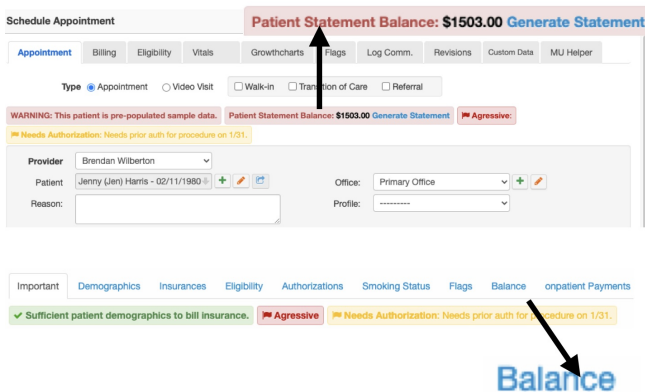 Schedule Appointment
Patient Statement Balance: $1503.00 Generate Statement
Appointment Billing Eligibility Vitals Growthcharts Flags Log Comm. Revisions Custom Data MU Helper
Type Appointment Video Visit Walk-in Transition of Care Referral
WARNING: This patient is pre-populated sample data. Patient Statement Balance: $1503.00 Generate Statement Agressive:
Needs Authorization: Needs prior auth for procedure on 1/31.
Provider Brendan Wilberton
Patient Jenny (Jen) Harris - 02/11/1980 Office: Primary Office
Reason: Profile: ---------
Important Demographics Insurances Eligibility Authorizations Smoking Status Flags Balance onpatient Payments
Sufficient patient demographics to bill insurance. Agressive Needs Authorization: Needs prior auth for procedure on 1/31.
Balance